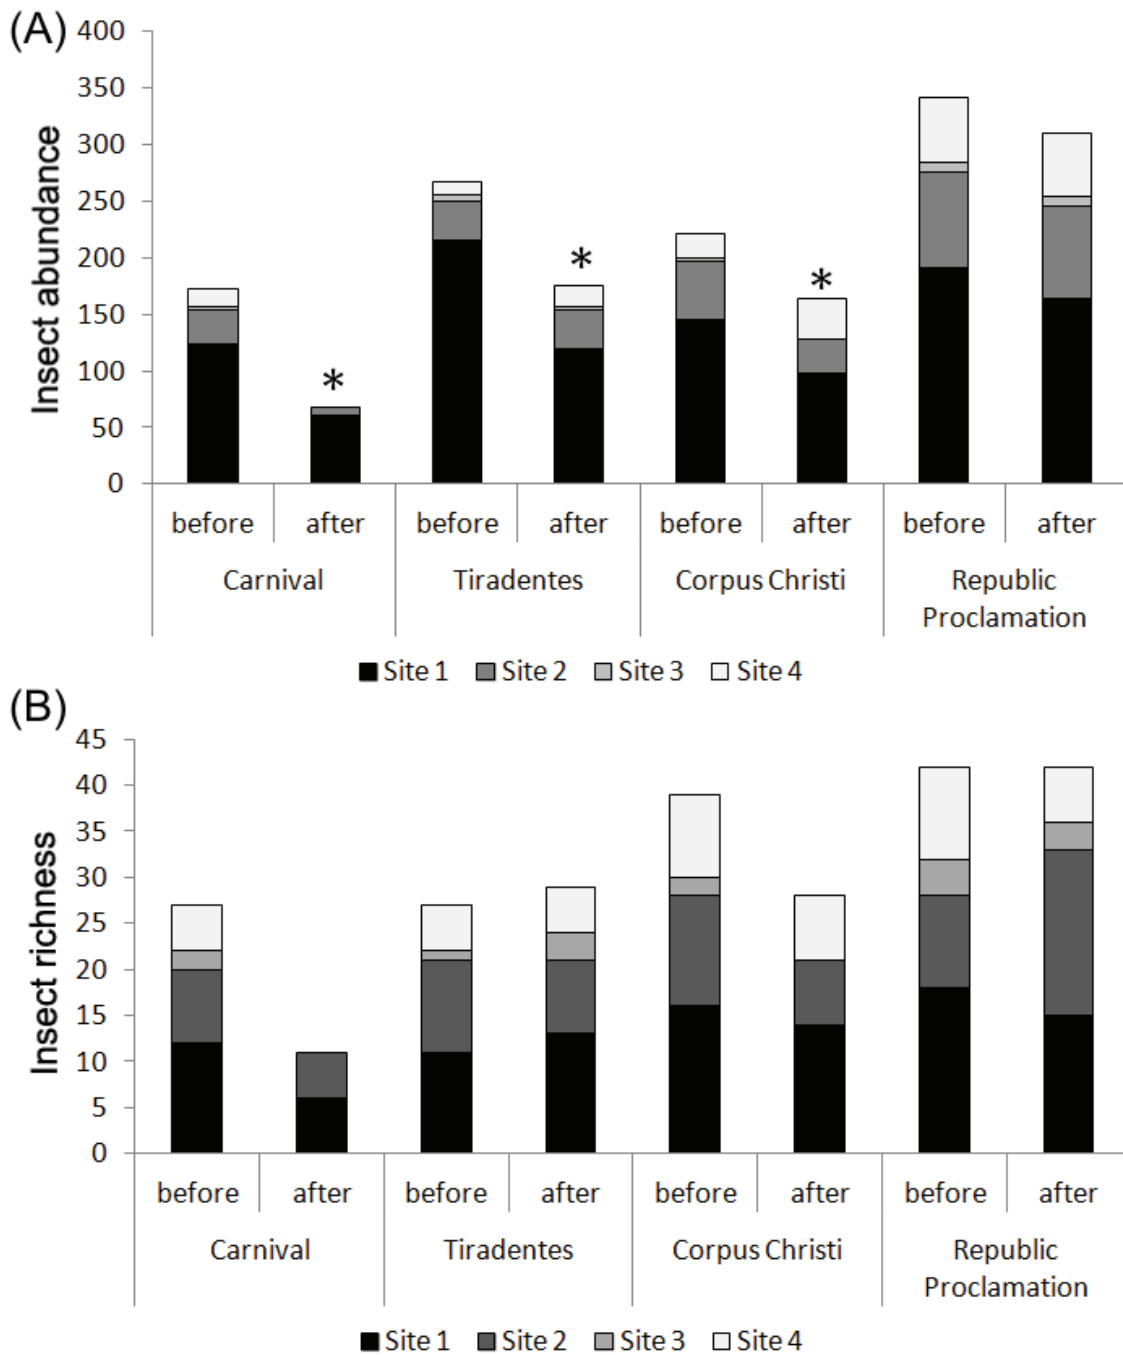 (A)
Insect abundance
400
350
300
250
200
150
100
50
0
*
*
*
before after before after before after before after
Carnival Tiradentes Corpus Christi Republic
Proclamation
Site 1 Site 2 Site 3 Site 4
(B)
Insect richness
45
40
35
30
25
20
15
10
5
0
before after before after before after before after
Carnival Tiradentes Corpus Christi Republic
Proclamation
Site 1 Site 2 Site 3 Site 4